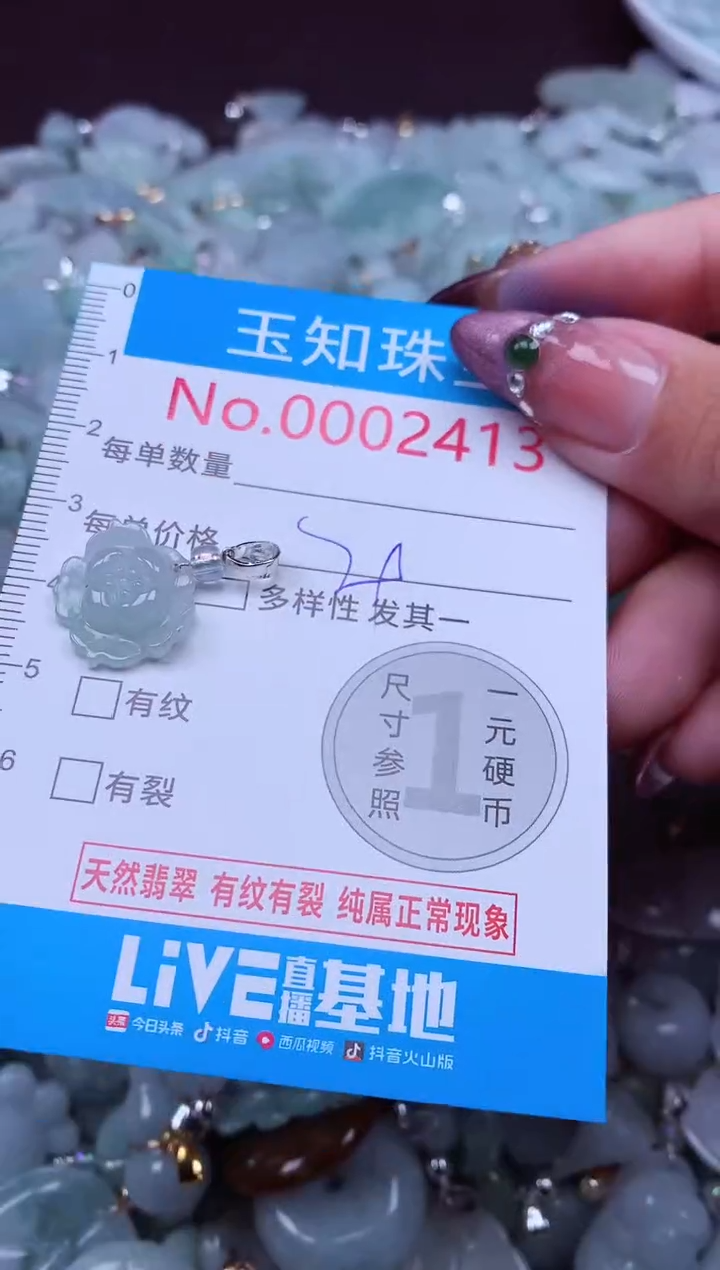 玉知珠
No.0002413
0
1
2
3
5
6
每单数量
每单价格
多样性 发其一
有纹
有裂
尺寸参照
1
一元硬币
天然翡翠 有纹有裂 纯属正常现象
LiVE直播基地
头条 今日头条 抖音 西瓜视频 抖音火山版